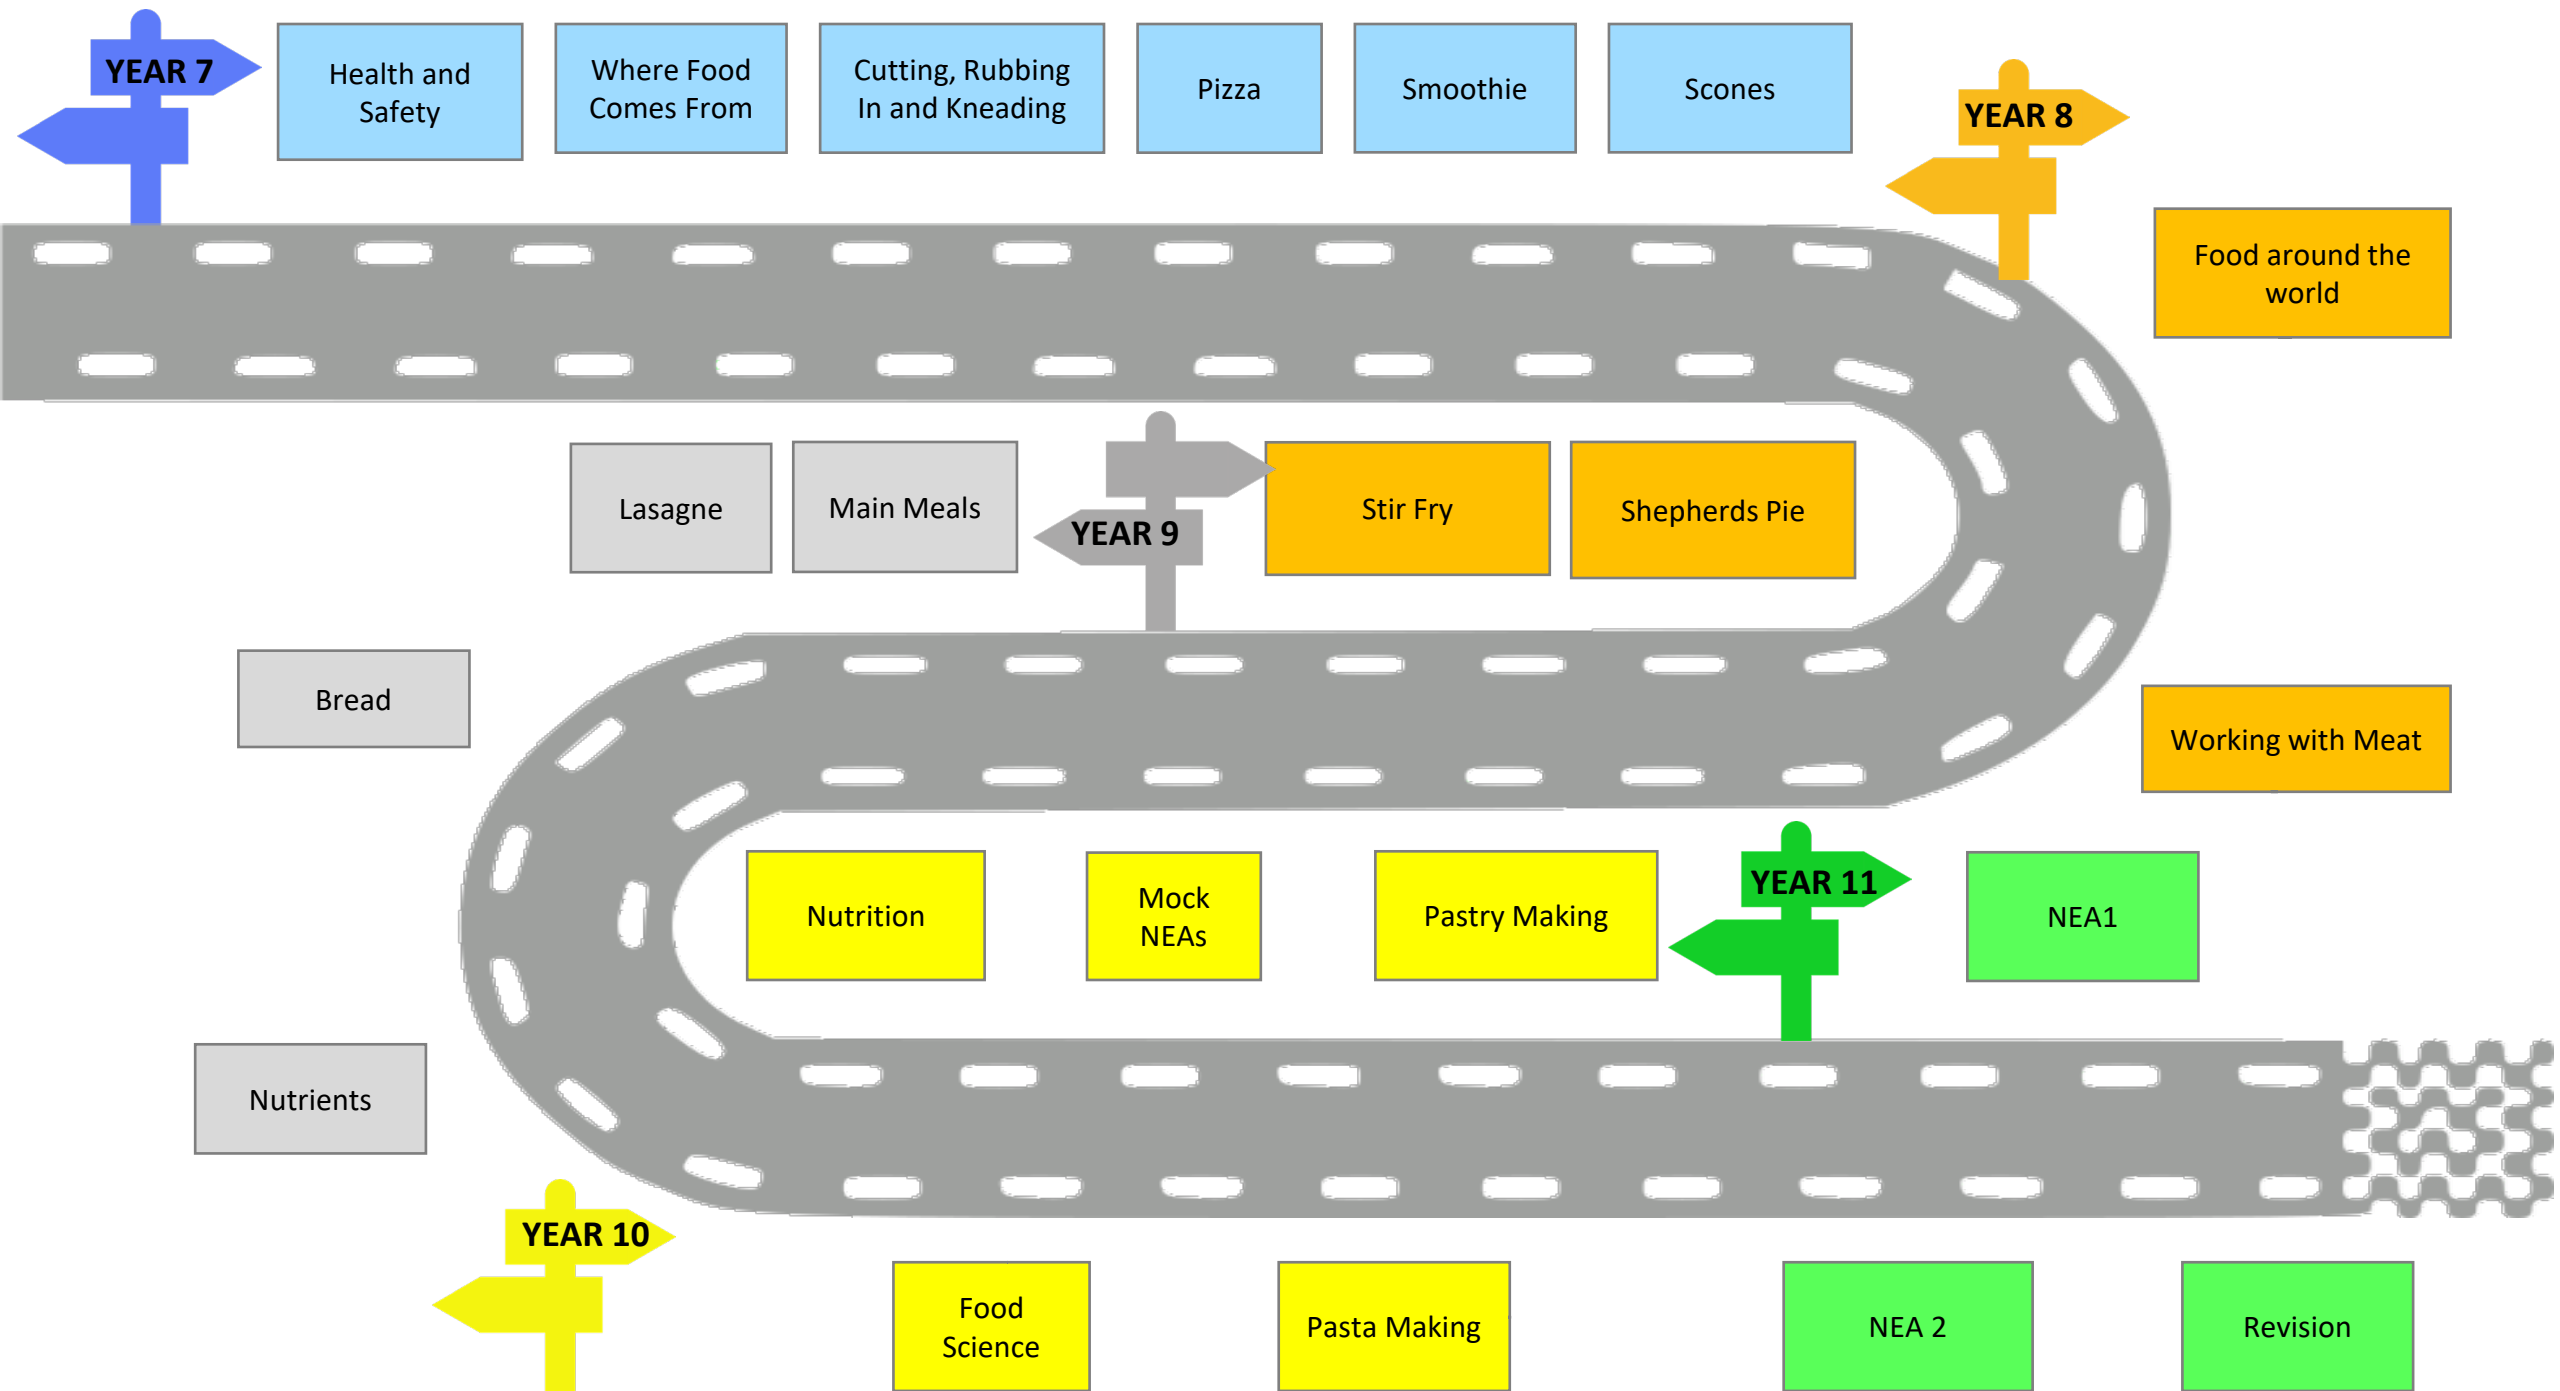 YEAR 7
Health and
Safety
Where Food
Comes From
Cutting, Rubbing
In and Kneading
Pizza
Smoothie
Scones
YEAR 8
Food around the
world
Lasagne
Main Meals
YEAR 9
Stir Fry
Shepherds Pie
Bread
Working with Meat
Nutrition
Mock
NEAs
Pastry Making
YEAR 11
NEA1
Nutrients
YEAR 10
Food
Science
Pasta Making
NEA 2
Revision